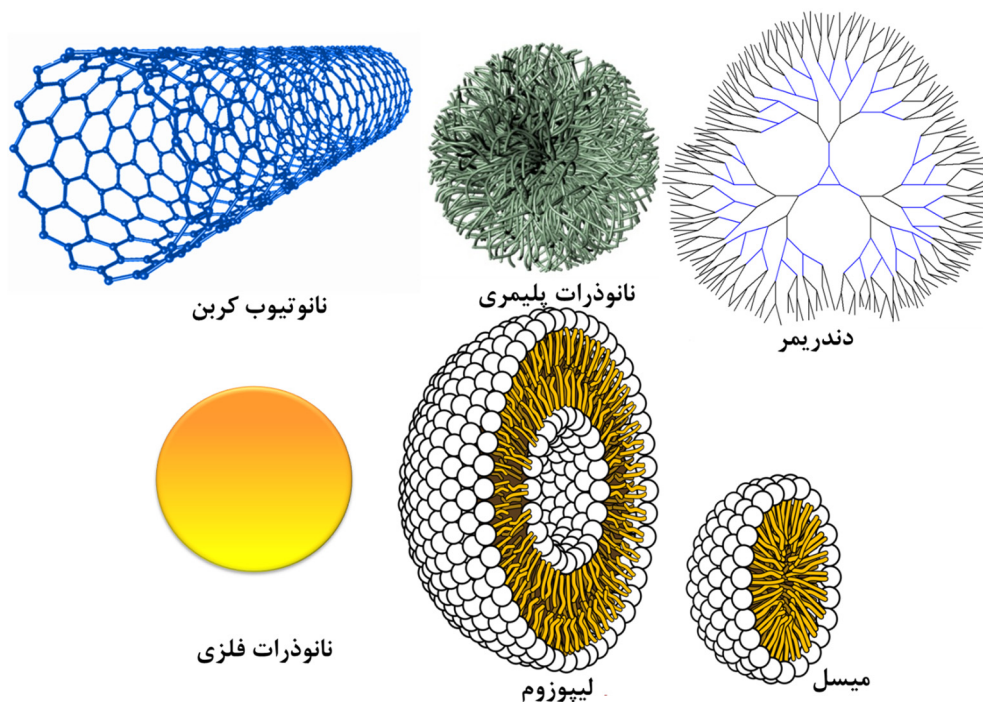 نانوتیوب کربن
نانوذرات پلیمری
دندریمر
نانوذرات فلزی
لیپوزوم
میسل